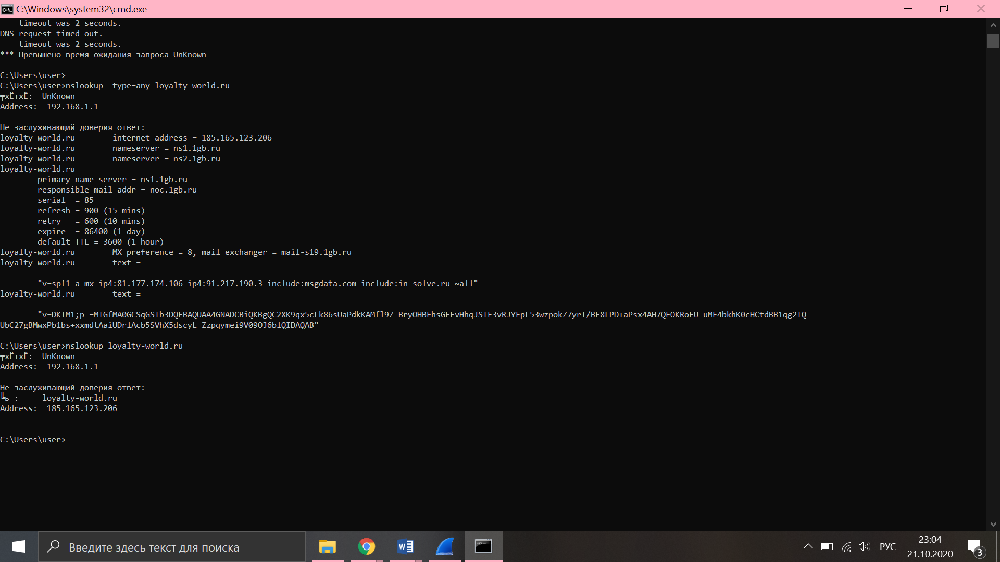 C:\Windows\system32\cmd.exe
timeout was 2 seconds.
DNS request timed out.
timeout was 2 seconds.
*** Превышено время ожидания запроса UnKnown
C:\Users\user>
C:\Users\user>nslookup -type=any loyalty-world.ru
╤хЁтхЁ:  UnKnown
Address:  192.168.1.1
Не заслуживающий доверия ответ:
loyalty-world.ru        internet address = 185.165.123.206
loyalty-world.ru        nameserver = ns1.1gb.ru
loyalty-world.ru        nameserver = ns2.1gb.ru
loyalty-world.ru
primary name server = ns1.1gb.ru
responsible mail addr = noc.1gb.ru
serial  = 85
refresh = 900 (15 mins)
retry   = 600 (10 mins)
expire  = 86400 (1 day)
default TTL = 3600 (1 hour)
loyalty-world.ru        MX preference = 8, mail exchanger = mail-s19.1gb.ru
loyalty-world.ru        text =
"v=spf1 a mx ip4:81.177.174.106 ip4:91.217.190.3 include:msgdata.com include:in-solve.ru ~all"
loyalty-world.ru        text =
"v=DKIM1;p =MIGfMA0GCSqGSIb3DQEBAQUAA4GNADCBiQKBgQC2XK9qx5cLk86sUaPdkKAMfl9Z BryOHBEhsGFFvHhqJSTF3vRJYFpL53wzpokZ7yrI/BE8LPD+aPsx4AH7QEOKRoFU uMF4bkhK0cHCtdBB1qg2IQ
UbC27gBMwxPb1bs+xxmdtAaiUDrlAcb5SVhX5dscyL Zzpqymei9V09OJ6blQIDAQAB"
C:\Users\user>nslookup loyalty-world.ru
╤хЁтхЁ:  UnKnown
Address:  192.168.1.1
Не заслуживающий доверия ответ:
╚ь :     loyalty-world.ru
Address:  185.165.123.206
C:\Users\user>
Введите здесь текст для поиска
РУС
23:04
21.10.2020
3